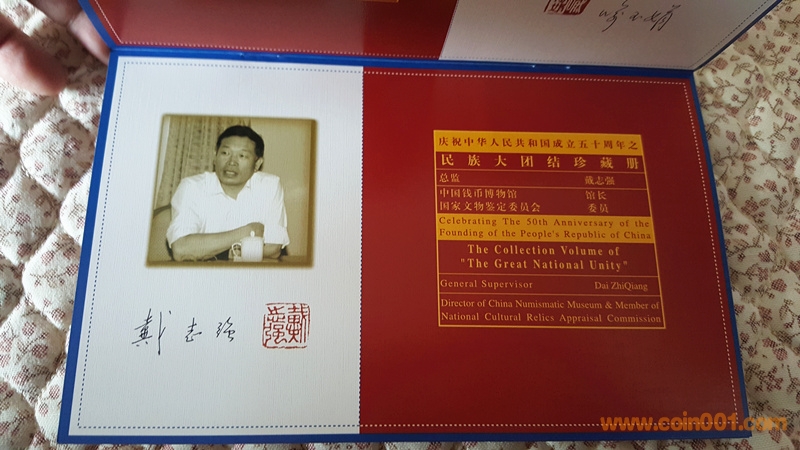 庆祝中华人民共和国成立五十周年之
民族大团结珍藏册
总监 戴志强
中国钱币博物馆 馆长
国家文物鉴定委员会 委员
Celebrating The 50th Anniversary of the
Founding of the People's Republic of China
The Collection Volume of
"The Great National Unity"
General Supervisor Dai ZhiQiang
Director of China Numismatic Museum & Member of
National Cultural Relics Appraisal Commission
戴志强
www.coin001.com